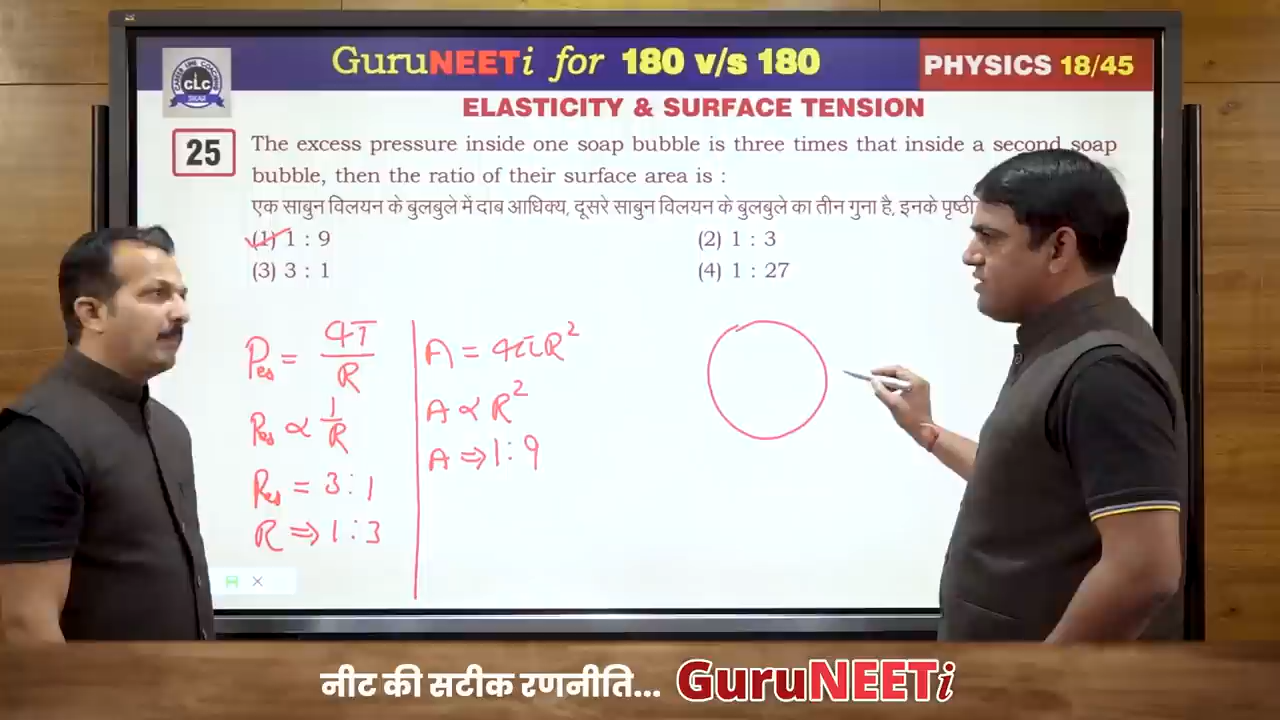 GuruNEETi for 180 v/s 180
PHYSICS 18/45
CLC
SIKAR
ELASTICITY & SURFACE TENSION
25
The excess pressure inside one soap bubble is three times that inside a second soap
bubble, then the ratio of their surface area is :
एक साबुन विलयन के बुलबुले में दाब आधिक्य, दूसरे साबुन विलयन के बुलबुले का तीन गुना है, इनके पृष्ठी
(1) 1 : 9
(2) 1 : 3
(3) 3 : 1
(4) 1 : 27
Pex = 4T/R
Pex ∝ 1/R
Pex = 3 : 1
R ⇒ 1 : 3
A = 4πR²
A ∝ R²
A ⇒ 1 : 9
नीट की सटीक रणनीति...
GuruNEETi